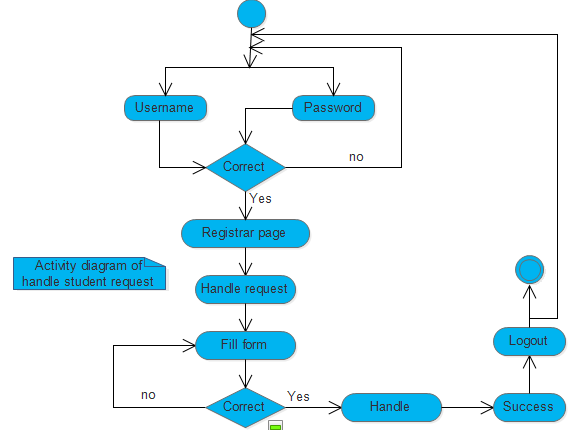 Username
Password
Correct
no
Yes
Registrar page
Activity diagram of
handle student request
Handle request
Fill form
Logout
no
Correct
Yes
Handle
Success